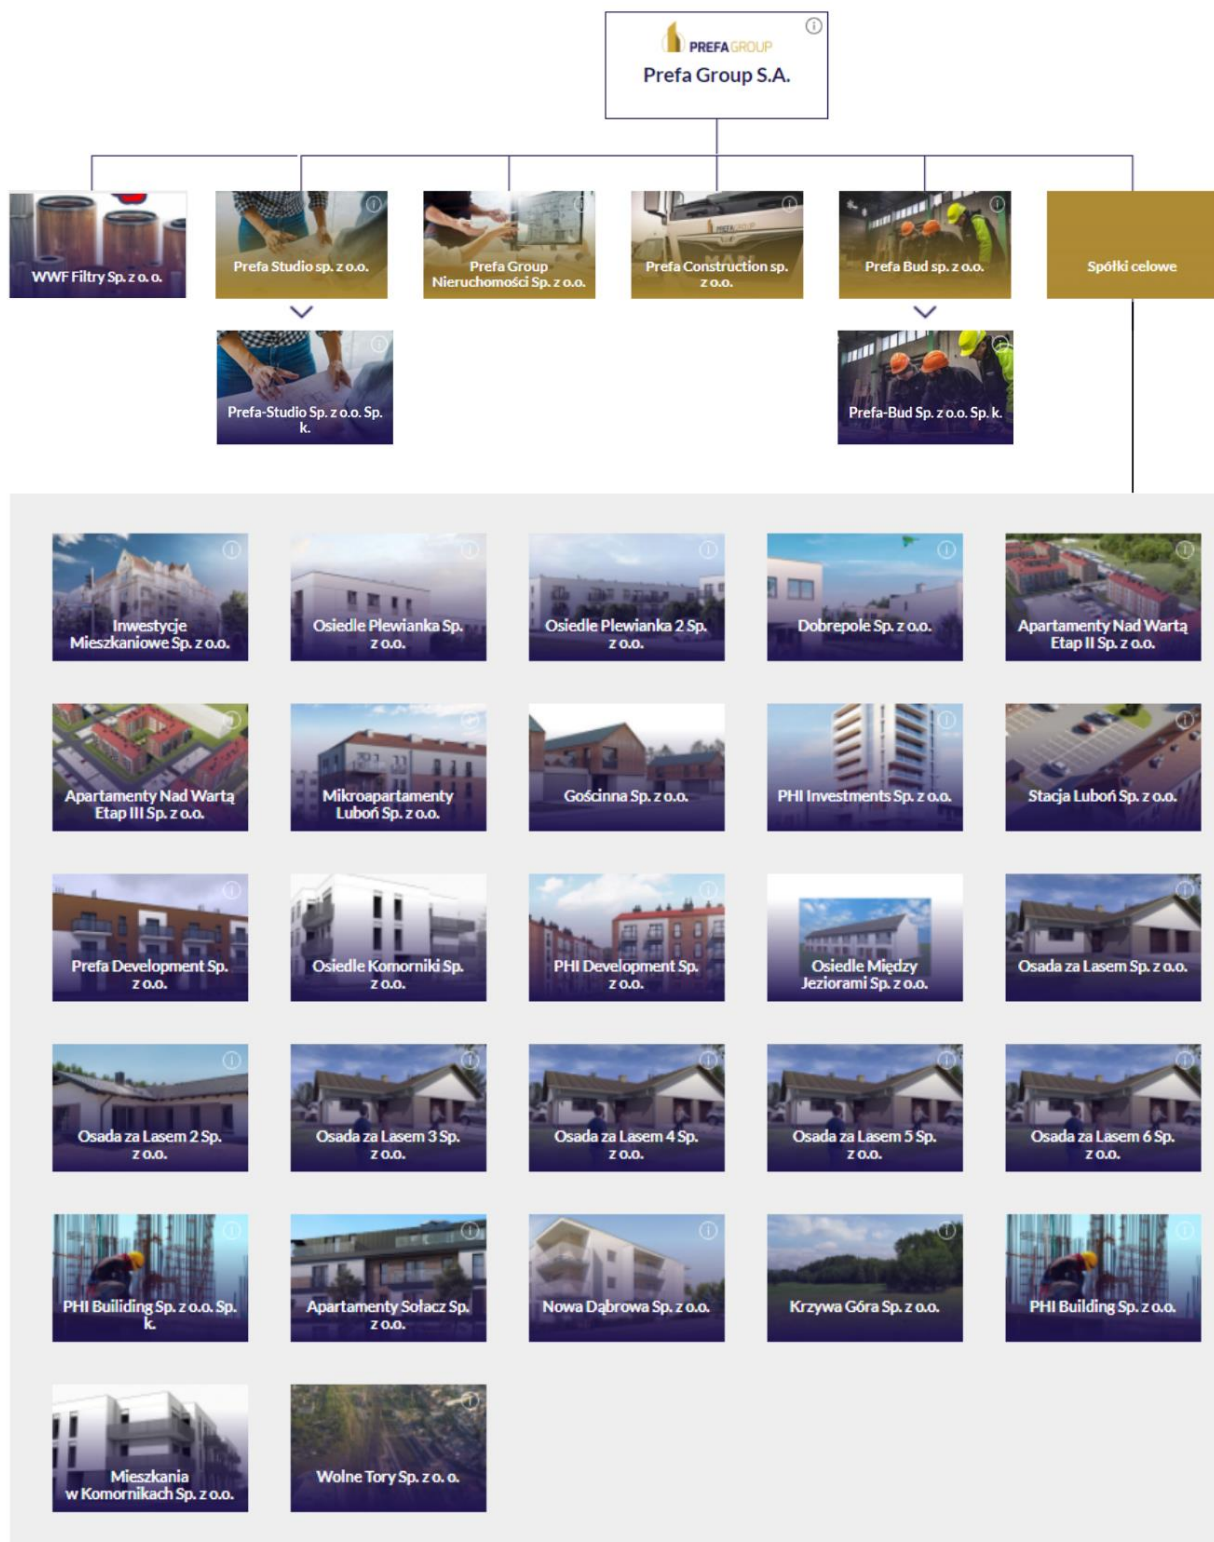 PREFA GROUP
Prefa Group S.A.
WWF Filtry Sp. z o. o.
Prefa Studio sp. z o.o.
Prefa Group
Nieruchomości Sp. z o.o.
PREFAGROUP
MAN
Prefa Construction sp.
z o.o.
Prefa Bud sp. z o.o.
Spółki celowe
Prefa-Studio Sp. z o.o. Sp.
k.
Prefa-Bud Sp. z o.o. Sp. k.
Inwestycje
Mieszkaniowe Sp. z o.o.
Osiedle Plewianka Sp.
z o.o.
Osiedle Plewianka 2 Sp.
z o.o.
Dobrepole Sp. z o.o.
Apartamenty Nad Wartą
Etap II Sp. z o.o.
Apartamenty Nad Wartą
Etap III Sp. z o.o.
Mikroapartamenty
Luboń Sp. z o.o.
Gościnna Sp. z o.o.
PHI Investments Sp. z o.o.
Stacja Luboń Sp. z o.o.
Prefa Development Sp.
z o.o.
Osiedle Komorniki Sp.
z o.o.
PHI Development Sp.
z o.o.
Osiedle Między
Jeziorami Sp. z o.o.
Osada za Lasem Sp. z o.o.
Osada za Lasem 2 Sp.
z o.o.
Osada za Lasem 3 Sp.
z o.o.
Osada za Lasem 4 Sp.
z o.o.
Osada za Lasem 5 Sp.
z o.o.
Osada za Lasem 6 Sp.
z o.o.
PHI Builiding Sp. z o.o. Sp.
k.
Apartamenty Sołacz Sp.
z o.o.
Nowa Dąbrowa Sp. z o.o.
Krzywa Góra Sp. z o.o.
PHI Building Sp. z o.o.
Mieszkania
w Komornikach Sp. z o.o.
Wolne Tory Sp. z o. o.